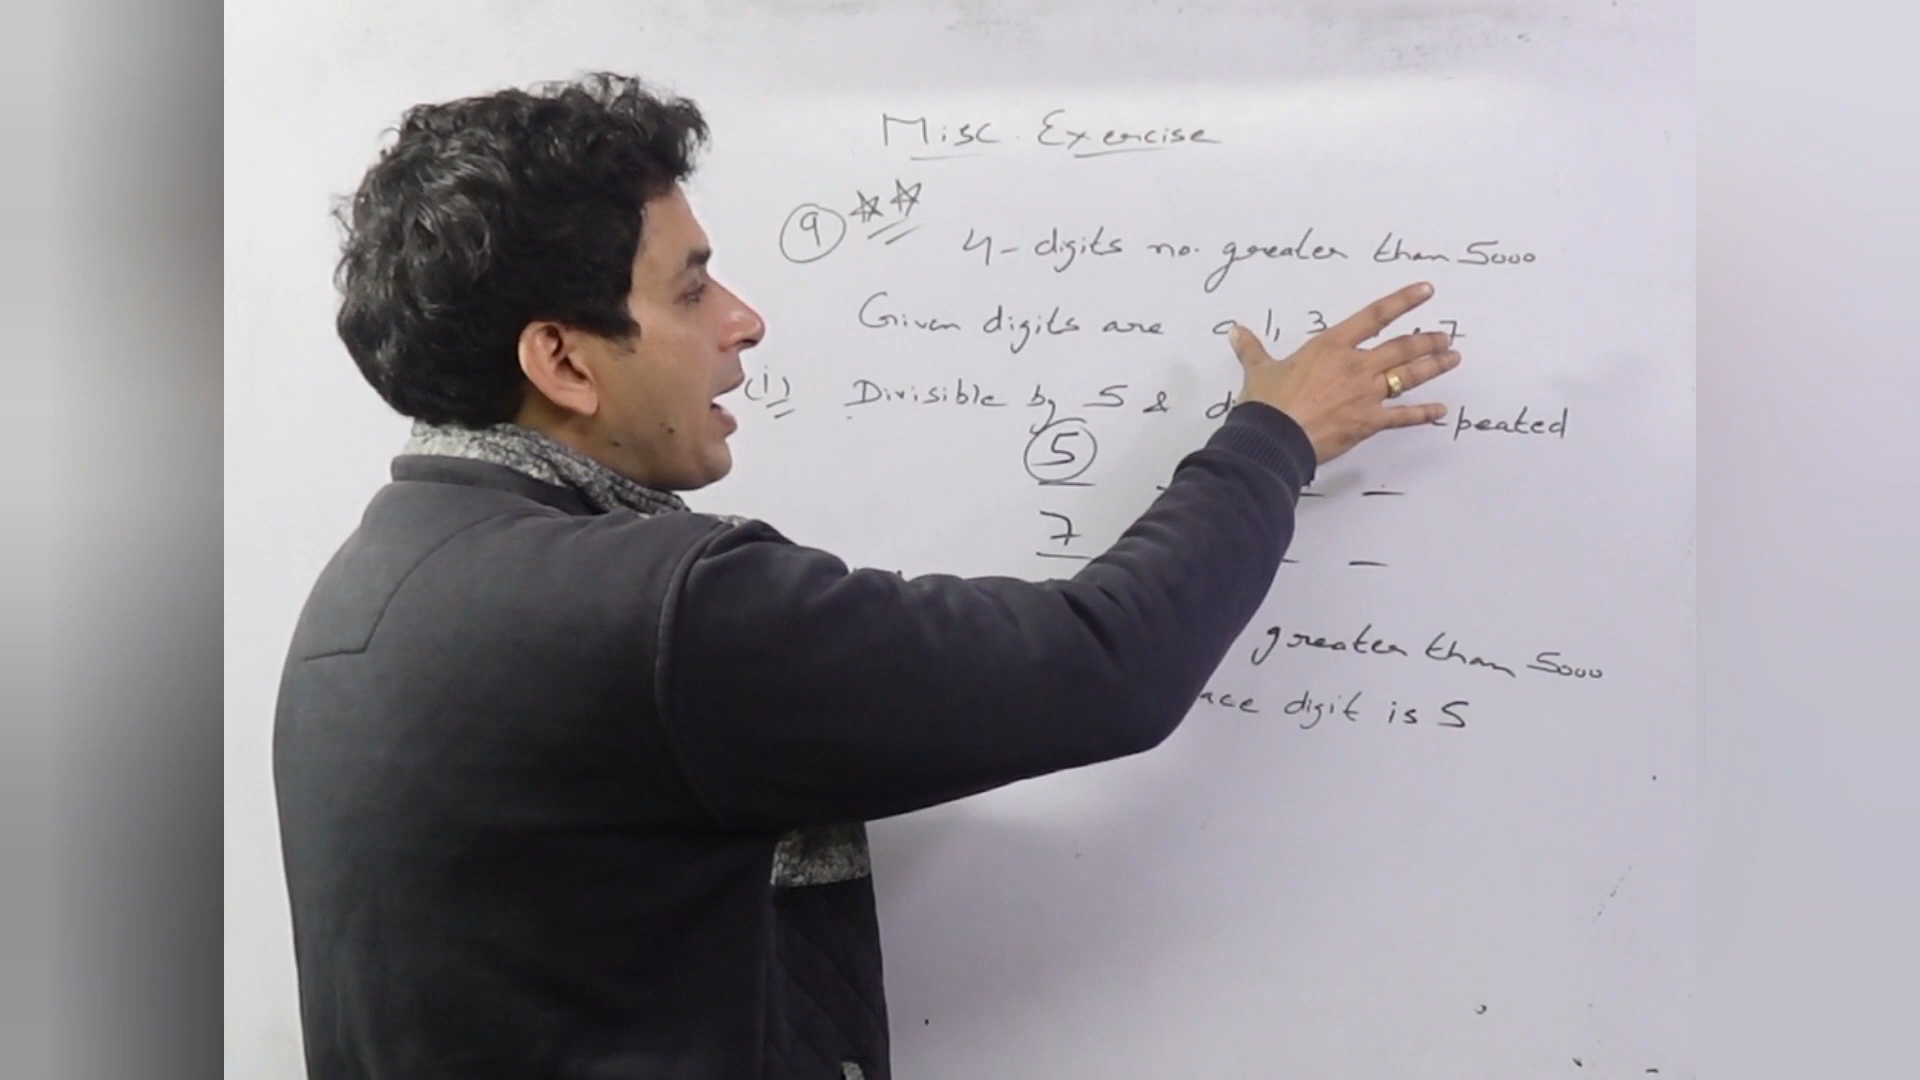 Misc. Exercise
9 4-digits no. greater than 5000
Given digits are 1, 3 7
(i) Divisible by 5 &
5
7
greater than 5000
digit is 5